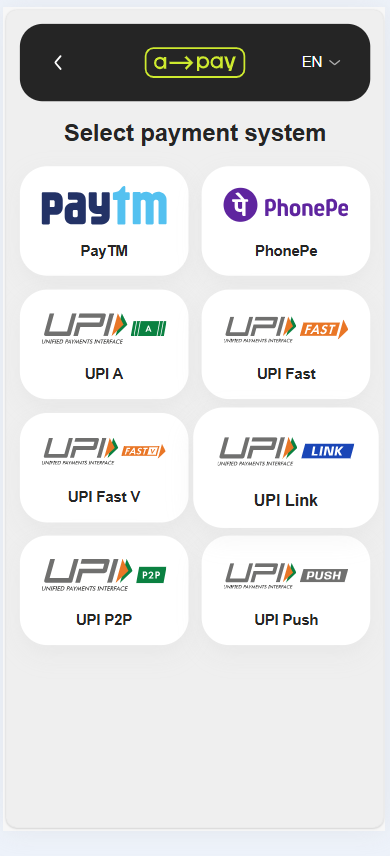 a→pay
EN
Select payment system
paytm
PayTM
पे PhonePe
PhonePe
UPI A
UNIFIED PAYMENTS INTERFACE
UPI A
UPI FAST
UNIFIED PAYMENTS INTERFACE
UPI Fast
UPI FAST V
UNIFIED PAYMENTS INTERFACE
UPI Fast V
UPI LINK
UNIFIED PAYMENTS INTERFACE
UPI Link
UPI P2P
UNIFIED PAYMENTS INTERFACE
UPI P2P
UPI PUSH
UNIFIED PAYMENTS INTERFACE
UPI Push